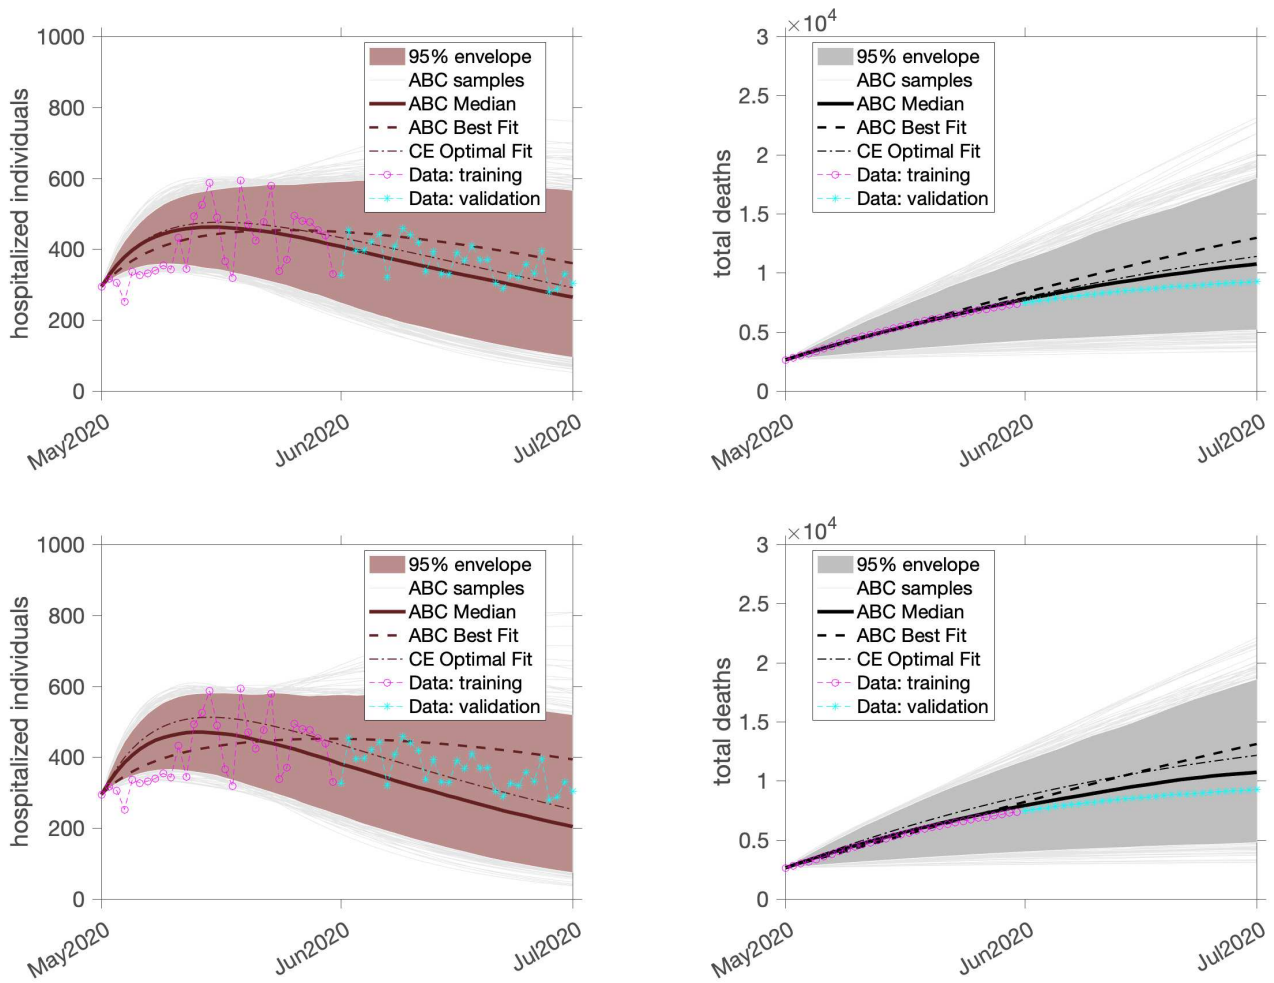 1000
800
600
400
200
0
hospitalized individuals
May2020
Jun2020
Jul2020
95% envelope
ABC samples
ABC Median
ABC Best Fit
CE Optimal Fit
Data: training
Data: validation
×10⁴
3
2.5
2
1.5
1
0.5
0
total deaths
May2020
Jun2020
Jul2020
95% envelope
ABC samples
ABC Median
ABC Best Fit
CE Optimal Fit
Data: training
Data: validation
1000
800
600
400
200
0
hospitalized individuals
May2020
Jun2020
Jul2020
95% envelope
ABC samples
ABC Median
ABC Best Fit
CE Optimal Fit
Data: training
Data: validation
×10⁴
3
2.5
2
1.5
1
0.5
0
total deaths
May2020
Jun2020
Jul2020
95% envelope
ABC samples
ABC Median
ABC Best Fit
CE Optimal Fit
Data: training
Data: validation